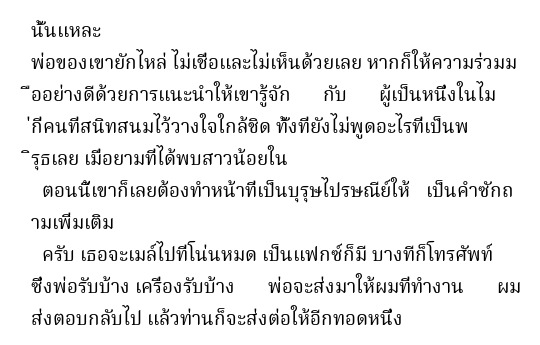 นั้นแหละ
พ่อของเขายักไหล่ ไม่เชื่อและไม่เห็นด้วยเลย หากก็ให้ความร่วมม
ืออย่างดีด้วยการแนะนำให้เขารู้จัก กับ ผู้เป็นหนึ่งในไม
่กี่คนที่สนิทสนมไว้วางใจใกล้ชิด ทั้งที่ยังไม่พูดอะไรที่เป็นพ
ิรุธเลย เมื่อยามที่ได้พบสาวน้อยใน
ตอนนี้เขาก็เลยต้องทำหน้าที่เป็นบุรุษไปรษณีย์ให้ เป็นคำซักถ
ามเพิ่มเติม
ครับ เธอจะเมล์ไปที่โน่นหมด เป็นแฟกซ์ก็มี บางทีก็โทรศัพท์
ซึ่งพ่อรับบ้าง เครื่องรับบ้าง พ่อจะส่งมาให้ผมที่ทำงาน ผม
ส่งตอบกลับไป แล้วท่านก็จะส่งต่อให้อีกทอดหนึ่ง